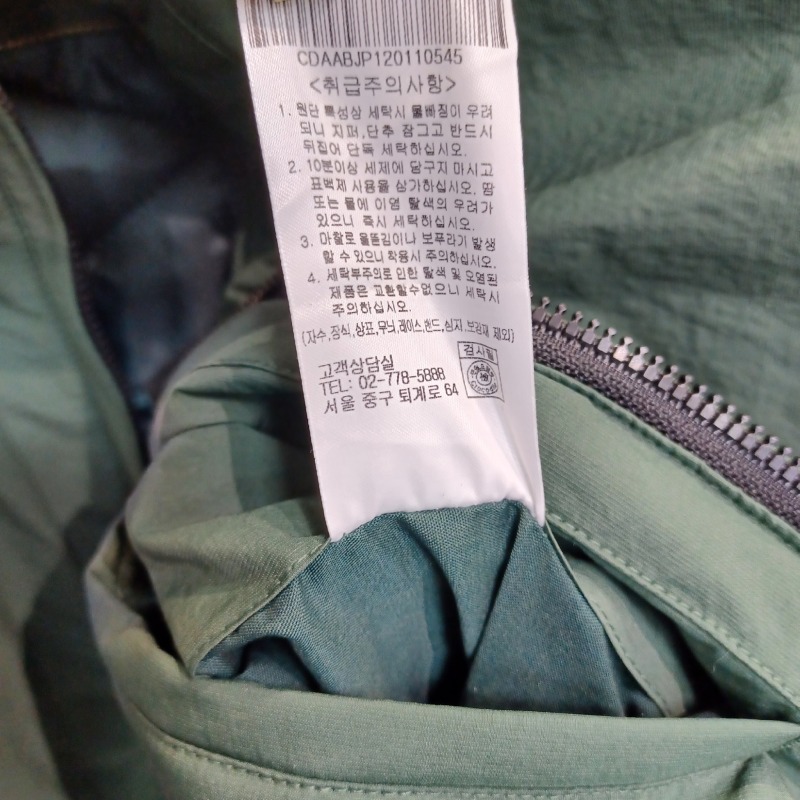 CDAABJP120110545
<취급주의사항>
1. 원단 특성상 세탁시 물빠짐이 우려
되니 지퍼,단추 잠그고 반드시
뒤집어 단독 세탁하십시오.
2. 10분이상 세제에 담구지 마시고
표백제 사용을 삼가하십시오. 땀
또는 물에 이염 탈색의 우려가
있으니 즉시 세탁하십시오.
3. 마찰로 올뜯김이나 보푸라기 발생
할 수 있으니 착용시 주의하십시오.
4. 세탁부주의로 인한 탈색 및 오염된
제품은 교환할수없으니 세탁시
주의하십시오.
(자수,장식,상표,무늬,레이스,밴드,심지,보강재 제외)
고객상담실
TEL: 02-778-5888
서울 중구 퇴계로 64
검사필